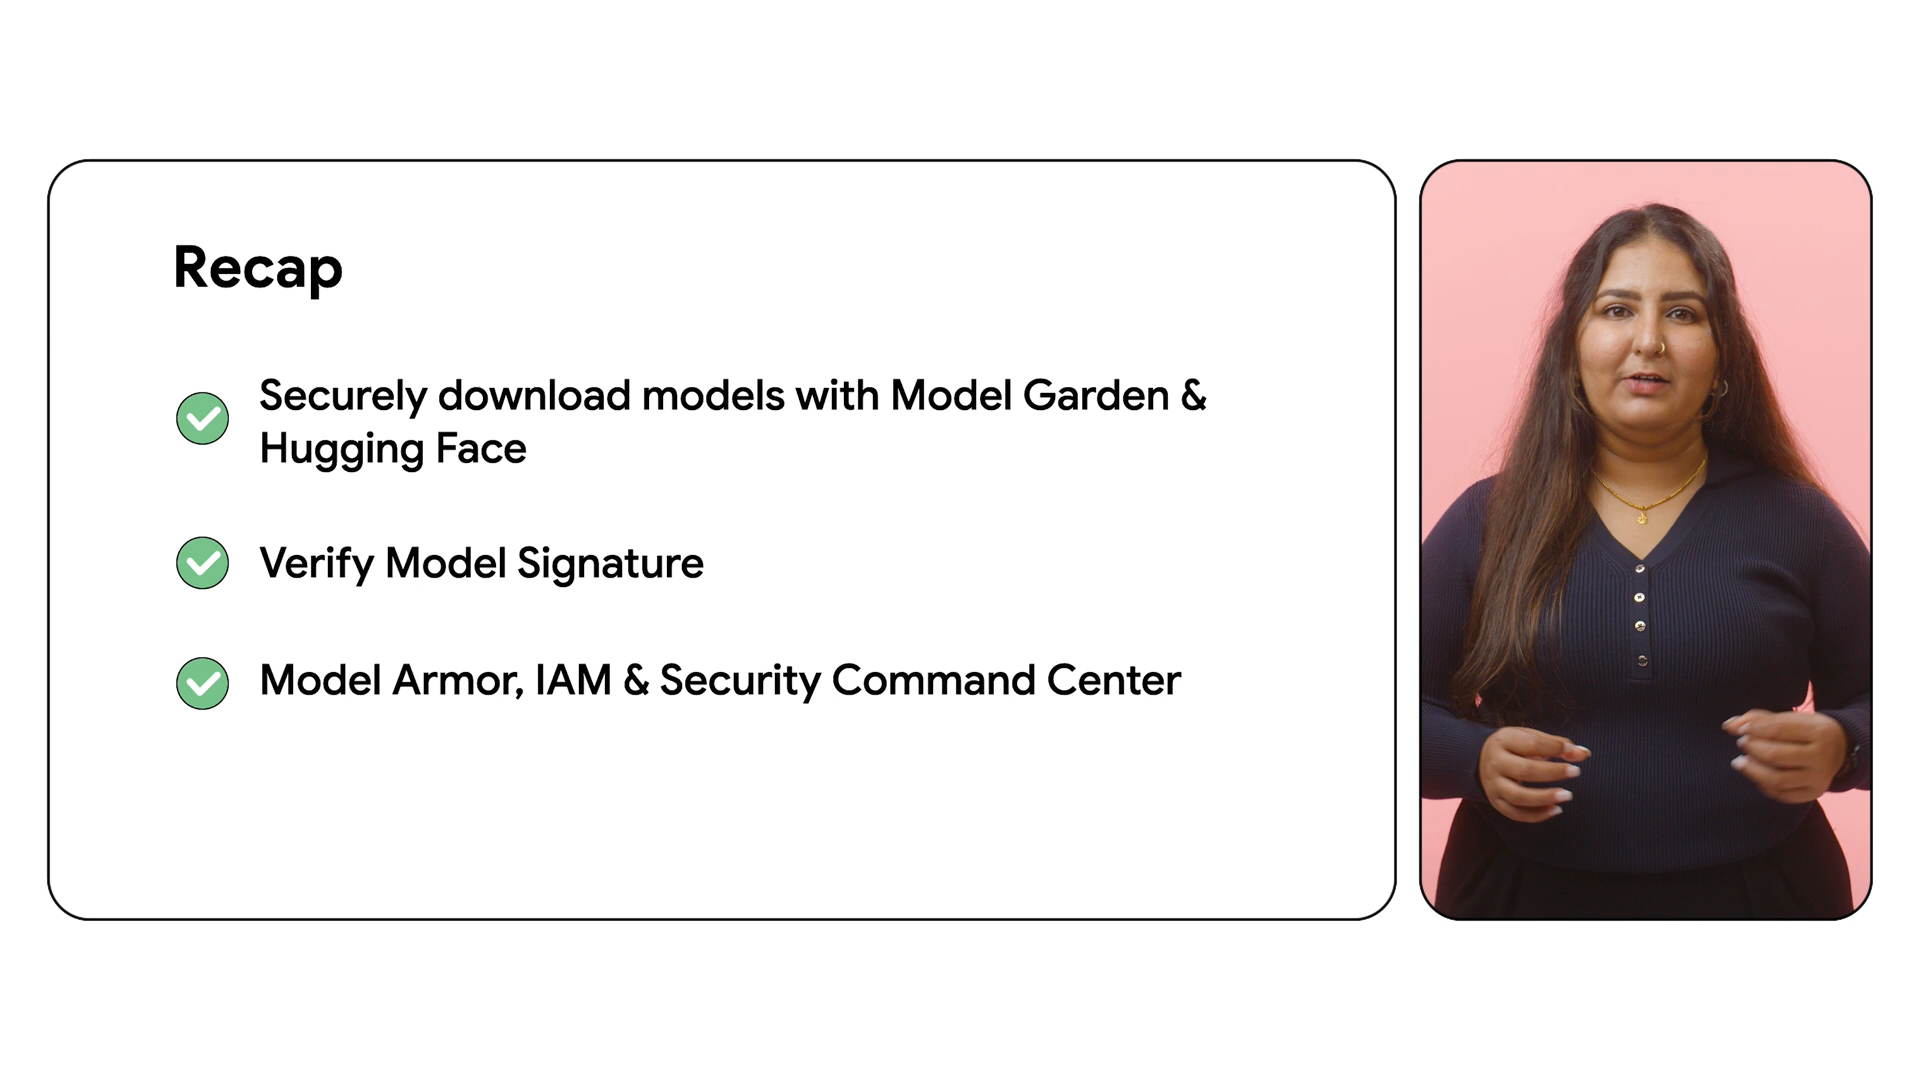 Recap
Securely download models with Model Garden &
Hugging Face
Verify Model Signature
Model Armor, IAM & Security Command Center